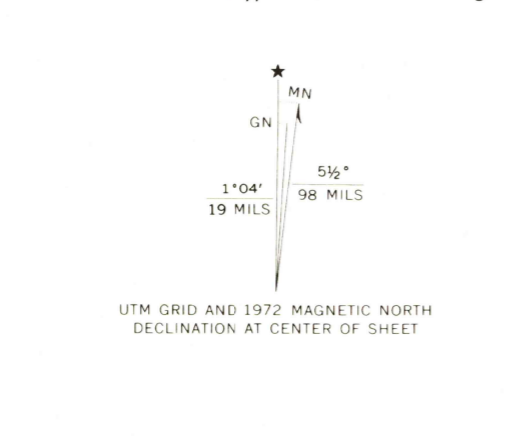 ★
MN
GN
5½°
98 MILS
1°04′
19 MILS
UTM GRID AND 1972 MAGNETIC NORTH
DECLINATION AT CENTER OF SHEET